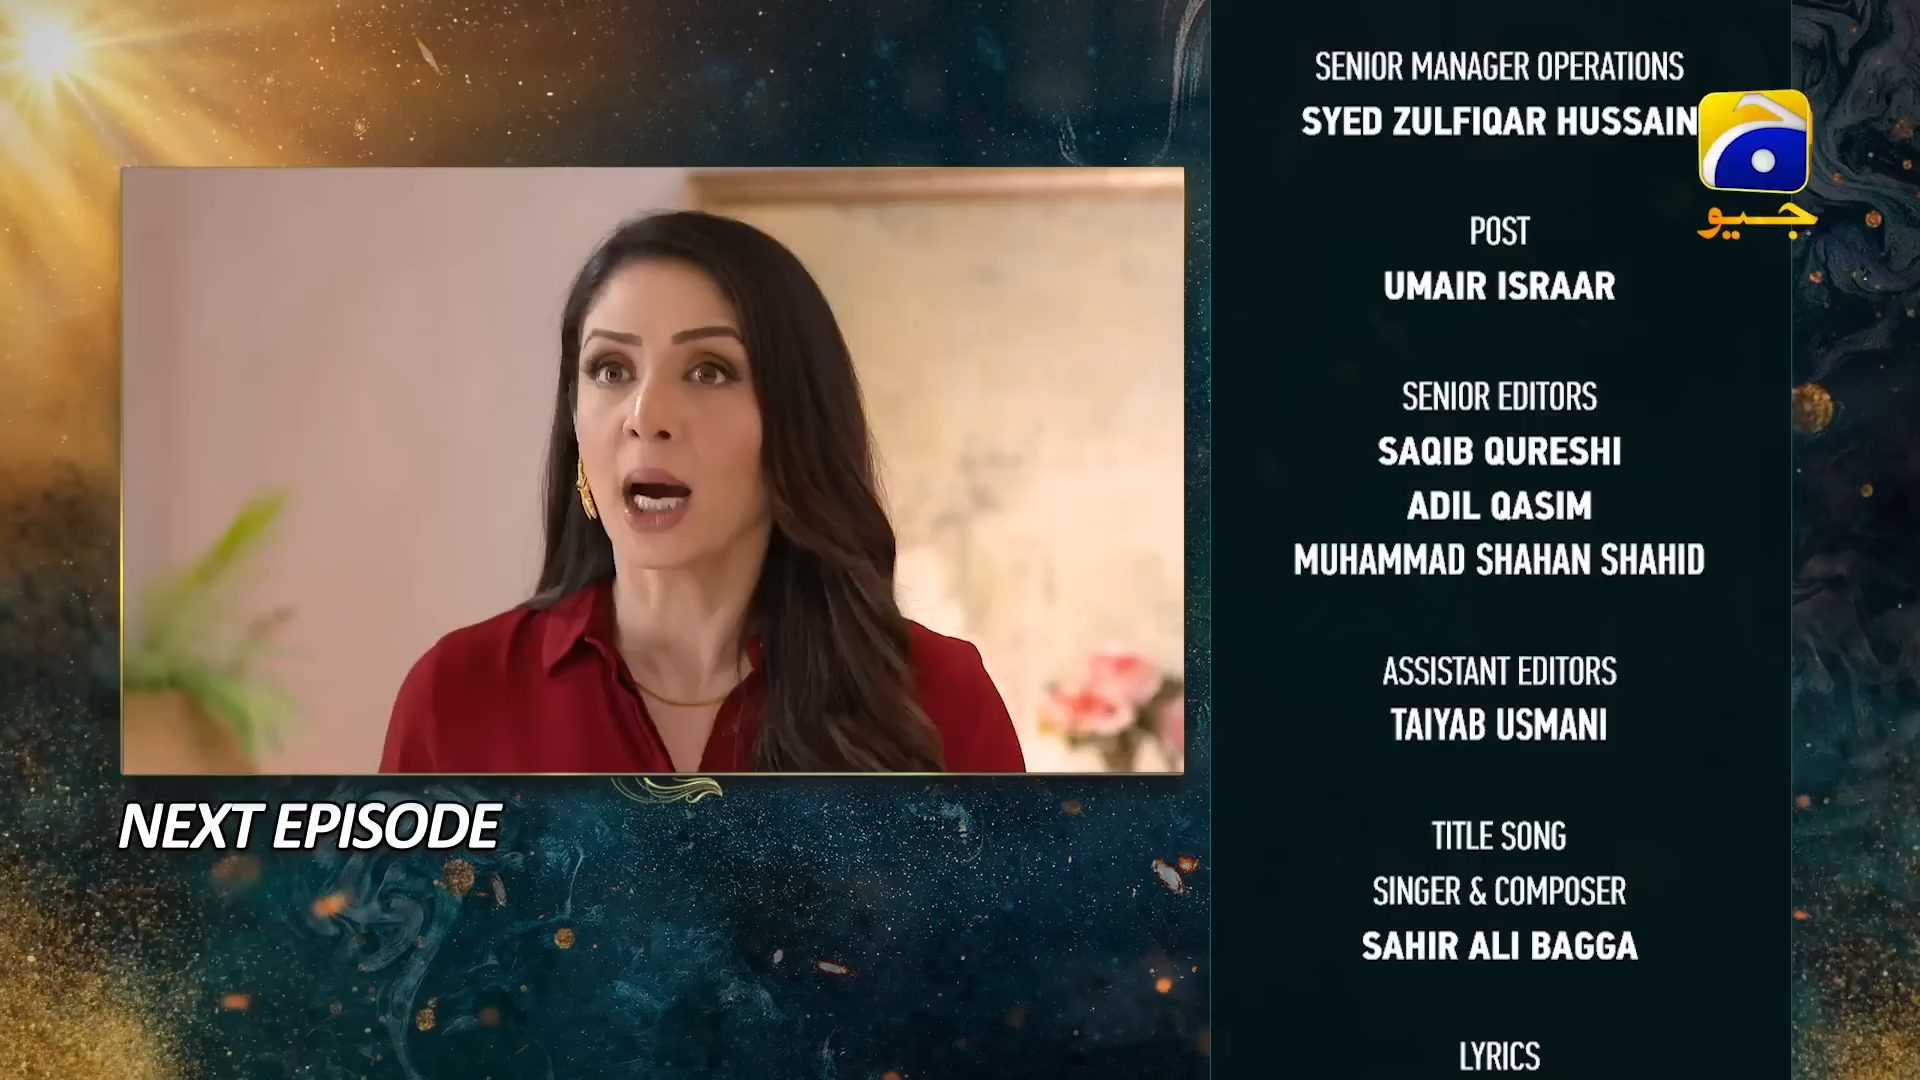 SENIOR MANAGER OPERATIONS
SYED ZULFIQAR HUSSAIN
جیو
POST
UMAIR ISRAAR
SENIOR EDITORS
SAQIB QURESHI
ADIL QASIM
MUHAMMAD SHAHAN SHAHID
ASSISTANT EDITORS
TAIYAB USMANI
NEXT EPISODE
TITLE SONG
SINGER & COMPOSER
SAHIR ALI BAGGA
LYRICS